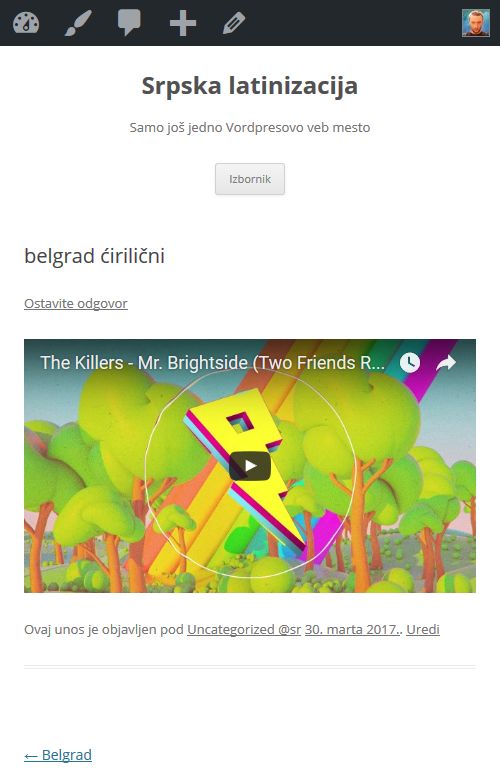 Srpska latinizacija
Samo još jedno Vordpresovo veb mesto
Izbornik
belgrad ćirilični
Ostavite odgovor
The Killers - Mr. Brightside (Two Friends R...
Ovaj unos je objavljen pod Uncategorized @sr 30. marta 2017.. Uredi
← Belgrad